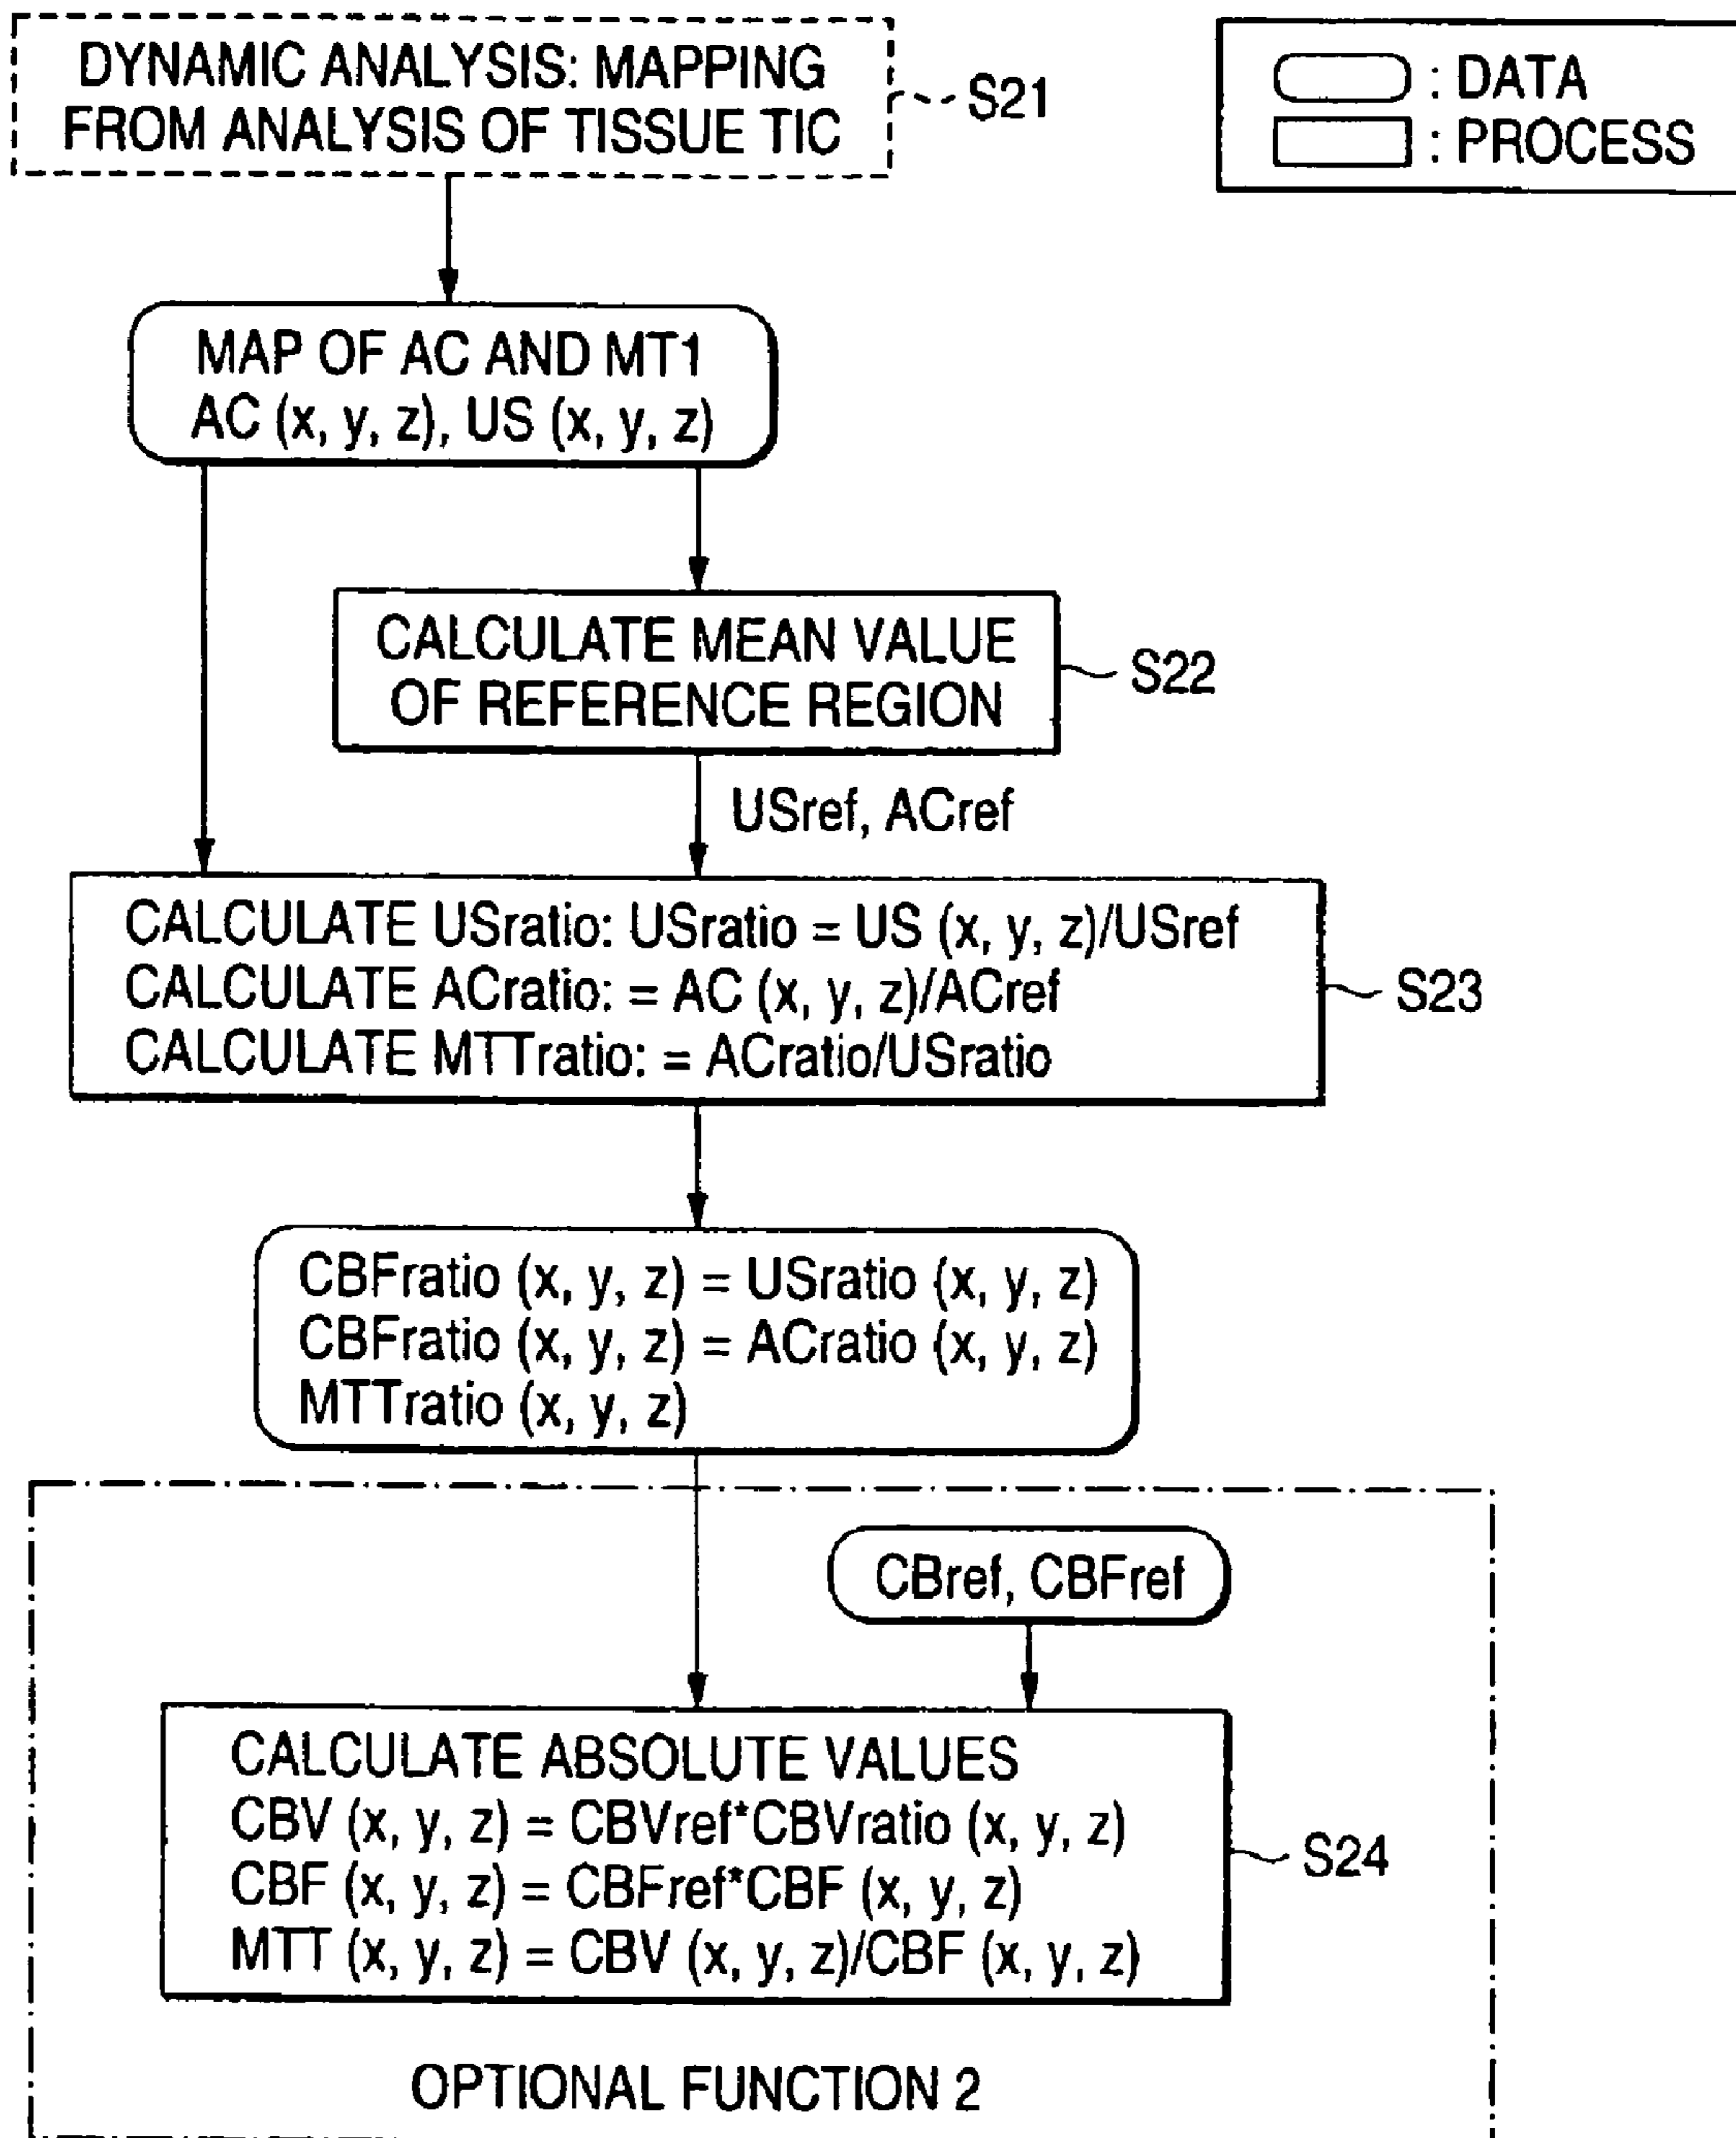 DYNAMIC ANALYSIS: MAPPING
FROM ANALYSIS OF TISSUE TIC
S21
: DATA
: PROCESS
MAP OF AC AND MT1
AC (x, y, z), US (x, y, z)
CALCULATE MEAN VALUE
OF REFERENCE REGION
S22
USref, ACref
CALCULATE USratio: USratio = US (x, y, z)/USref
CALCULATE ACratio: = AC (x, y, z)/ACref
CALCULATE MTTratio: = ACratio/USratio
S23
CBFratio (x, y, z) = USratio (x, y, z)
CBFratio (x, y, z) = ACratio (x, y, z)
MTTratio (x, y, z)
CBref, CBFref
CALCULATE ABSOLUTE VALUES
CBV (x, y, z) = CBVref*CBVratio (x, y, z)
CBF (x, y, z) = CBFref*CBF (x, y, z)
MTT (x, y, z) = CBV (x, y, z)/CBF (x, y, z)
S24
OPTIONAL FUNCTION 2